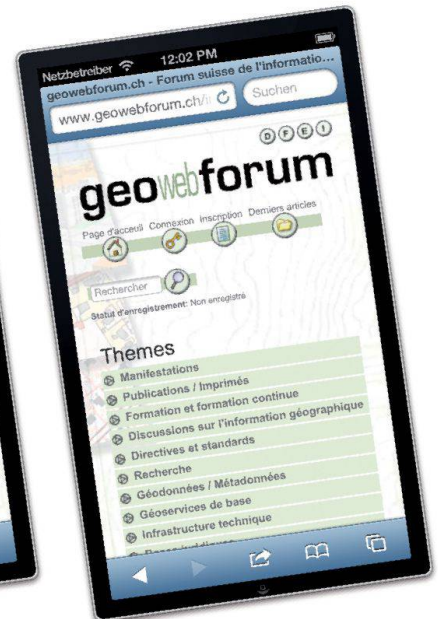 Netzbetreiber 12:02 PM
geowebforum.ch - Forum suisse de l'informatio...
www.geowebforum.ch/
Suchen
D F E I
geowebforum
Page d'acceuil Connexion Inscription Derniers articles
Rechercher
Statut d'enregistrement: Non enregistré
Themes
Manifestations
Publications / Imprimés
Formation et formation continue
Discussions sur l'information géographique
Directives et standards
Recherche
Géodonnées / Métadonnées
Géoservices de base
Infrastructure technique